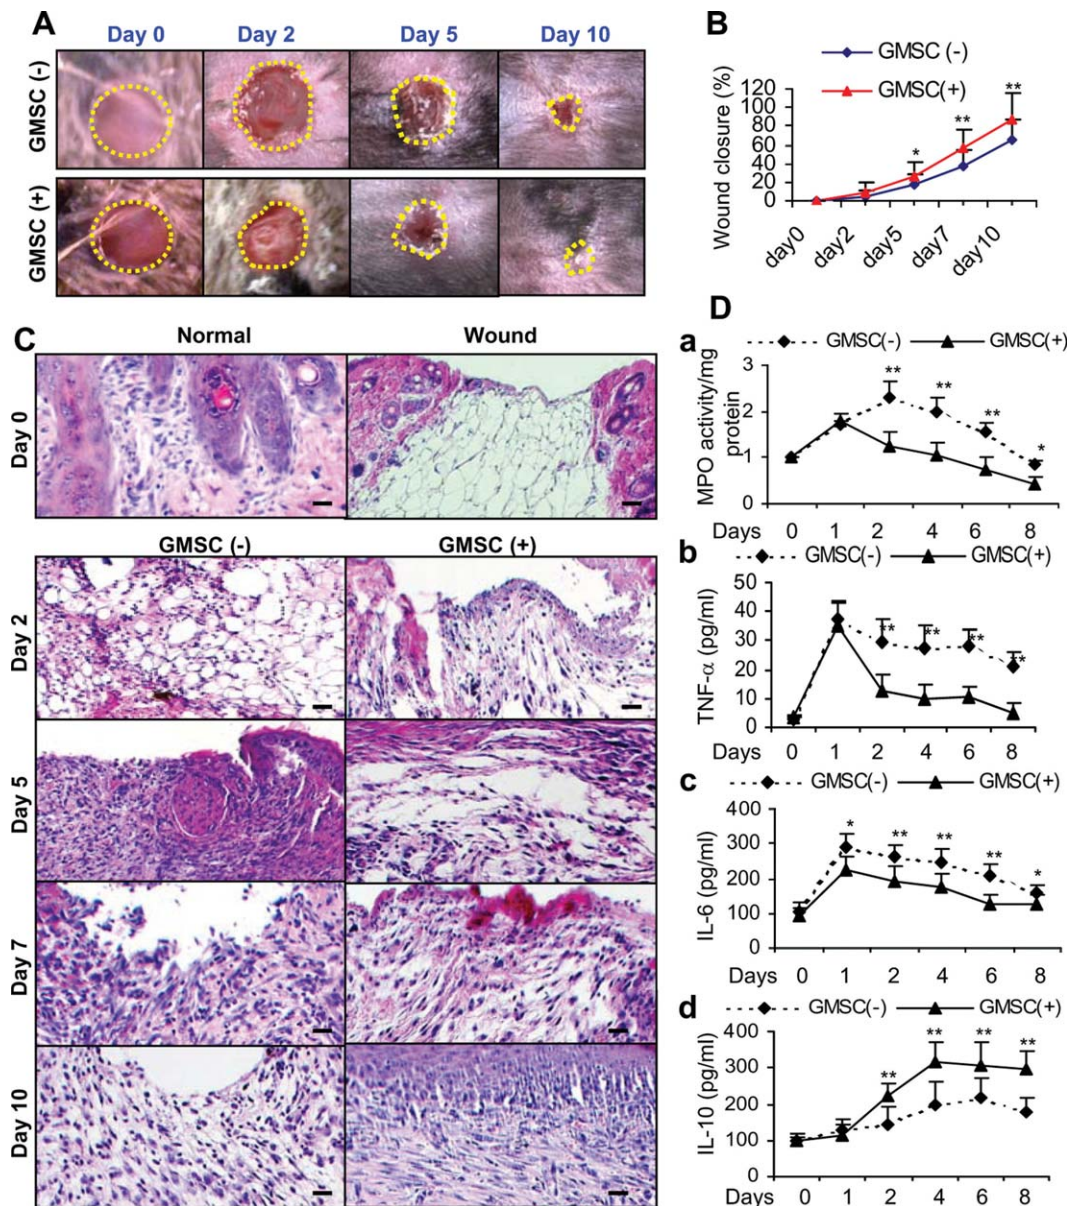 A
Day 0 Day 2 Day 5 Day 10
GMSC (-)
GMSC (+)
B
GMSC (-)
GMSC(+)
Wound closure (%)
120
100
80
60
40
20
0
* ** **
day0 day2 day5 day7 day10
C
Normal Wound
Day 0
GMSC (-) GMSC (+)
Day 2
Day 5
Day 7
Day 10
D
a
GMSC(-) GMSC(+)
MPO activity/mg
protein
3
2
1
0
** ** ** *
Days 0 1 2 4 6 8
b
GMSC(-) GMSC(+)
TNF-α (pg/ml)
50
40
30
20
10
0
** ** ** **
Days 0 1 2 4 6 8
c
GMSC(-) GMSC(+)
IL-6 (pg/ml)
400
300
200
100
0
* ** ** ** *
Days 0 1 2 4 6 8
d
GMSC(-) GMSC(+)
IL-10 (pg/ml)
400
300
200
100
0
** ** ** **
Days 0 1 2 4 6 8